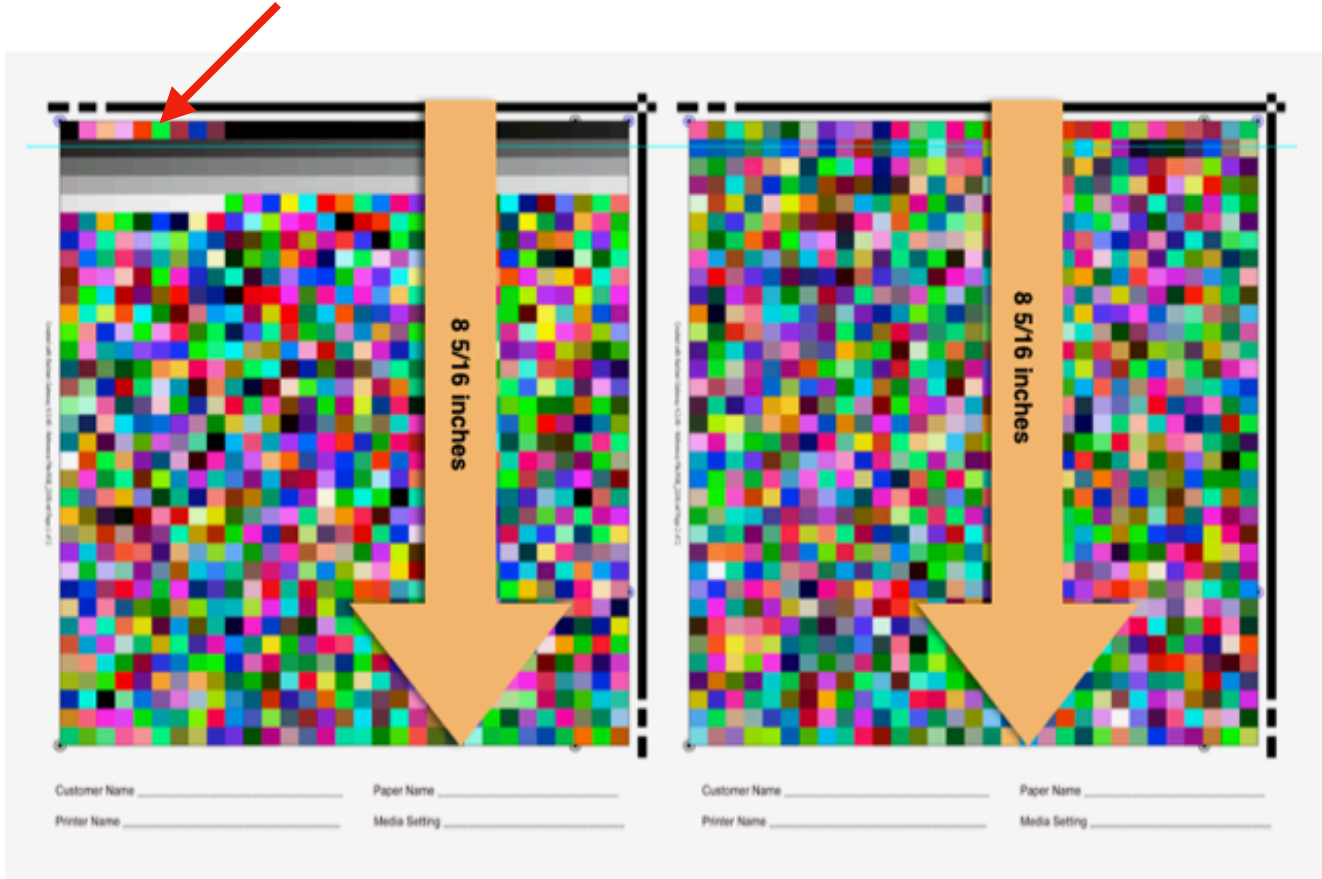 8 5/16 inches
8 5/16 inches
Customer Name
Paper Name
Printer Name
Media Setting
Customer Name
Paper Name
Printer Name
Media Setting